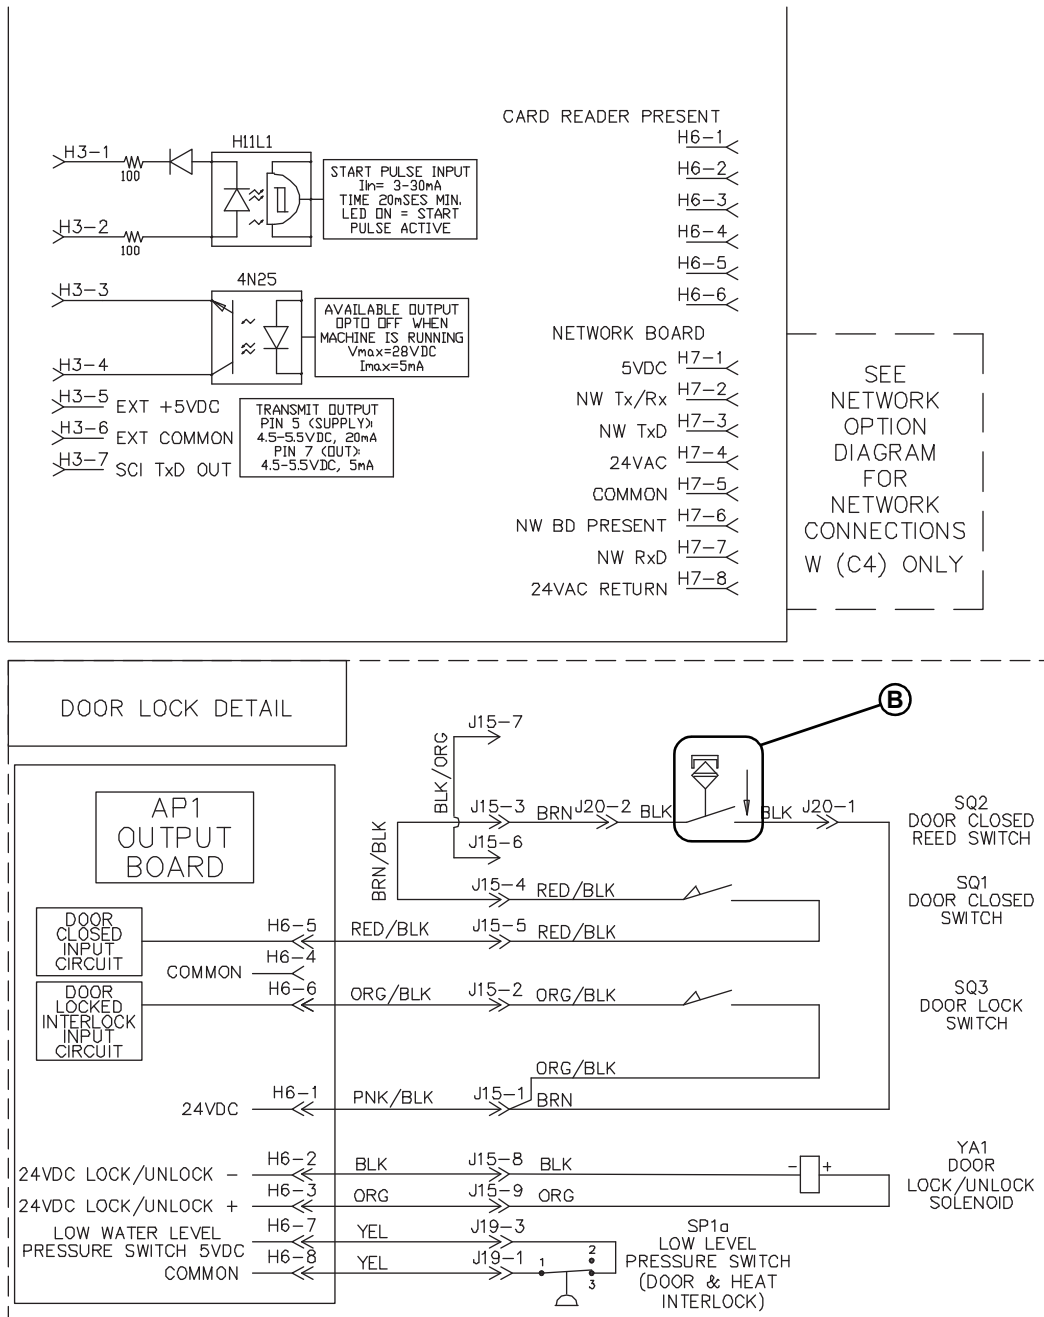 CARD READER PRESENT
H3-1
100
H11L1
START PULSE INPUT
IIn= 3-30mA
TIME 20mSES MIN.
LED ON = START
PULSE ACTIVE
H3-2
100
H3-3
4N25
AVAILABLE OUTPUT
OPTO OFF WHEN
MACHINE IS RUNNING
Vmax=28VDC
Imax=5mA
H3-4
H3-5 EXT +5VDC
H3-6 EXT COMMON
H3-7 SCI TxD OUT
TRANSMIT OUTPUT
PIN 5 (SUPPLY):
4.5-5.5VDC, 20mA
PIN 7 (OUT):
4.5-5.5VDC, 5mA
H6-1
H6-2
H6-3
H6-4
H6-5
H6-6
NETWORK BOARD
5VDC H7-1
NW Tx/Rx H7-2
NW TxD H7-3
24VAC H7-4
COMMON H7-5
NW BD PRESENT H7-6
NW RxD H7-7
24VAC RETURN H7-8
SEE
NETWORK
OPTION
DIAGRAM
FOR
NETWORK
CONNECTIONS
W (C4) ONLY
DOOR LOCK DETAIL
B
AP1
OUTPUT
BOARD
J15-7
BLK/ORG
J15-3 BRN J20-2 BLK BLK J20-1
SQ2
DOOR CLOSED
REED SWITCH
J15-6
BRN/BLK
J15-4 RED/BLK
SQ1
DOOR CLOSED
SWITCH
DOOR
CLOSED
INPUT
CIRCUIT
H6-5 RED/BLK J15-5 RED/BLK
COMMON H6-4
DOOR
LOCKED
INTERLOCK
INPUT
CIRCUIT
H6-6 ORG/BLK J15-2 ORG/BLK
SQ3
DOOR LOCK
SWITCH
ORG/BLK
24VDC H6-1 PNK/BLK J15-1 BRN
24VDC LOCK/UNLOCK - H6-2 BLK J15-8 BLK - +
YA1
DOOR
LOCK/UNLOCK
SOLENOID
24VDC LOCK/UNLOCK + H6-3 ORG J15-9 ORG
LOW WATER LEVEL
PRESSURE SWITCH 5VDC H6-7 YEL J19-3
COMMON H6-8 YEL J19-1 1 2 3
SP1a
LOW LEVEL
PRESSURE SWITCH
(DOOR & HEAT
INTERLOCK)